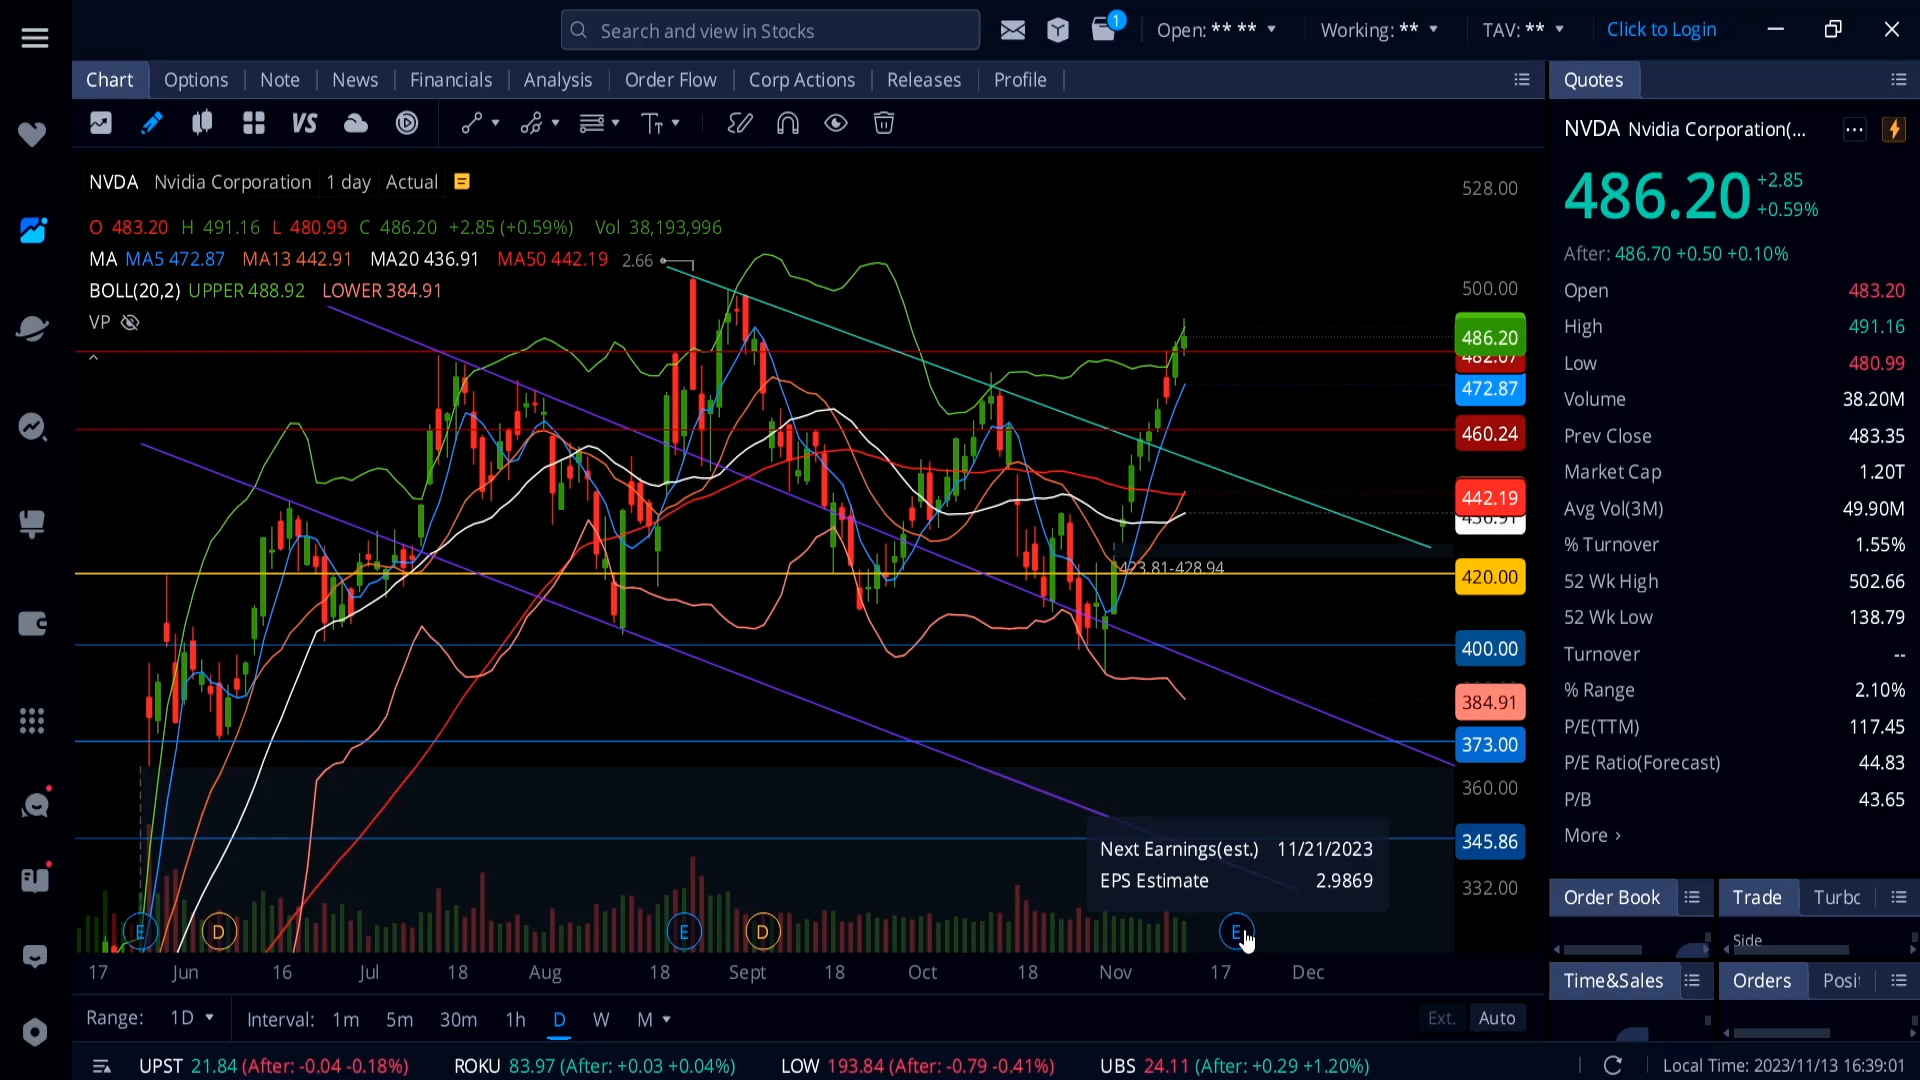 Search and view in Stocks
1
Open: ** **
Working: **
TAV: **
Click to Login
Chart
Options
Note
News
Financials
Analysis
Order Flow
Corp Actions
Releases
Profile
Quotes
VS
NVDA Nvidia Corporation(...
NVDA Nvidia Corporation 1 day Actual
O 483.20 H 491.16 L 480.99 C 486.20 +2.85 (+0.59%) Vol 38,193,996
MA MA5 472.87 MA13 442.91 MA20 436.91 MA50 442.19 2.66
BOLL(20,2) UPPER 488.92 LOWER 384.91
VP
423.81-428.94
528.00
500.00
486.20
482.07
472.87
460.24
442.19
436.91
420.00
400.00
384.91
373.00
360.00
345.86
332.00
Next Earnings(est.) 11/21/2023
EPS Estimate 2.9869
E
D
E
D
E
17
Jun
16
Jul
18
Aug
18
Sept
18
Oct
18
Nov
17
Dec
Range: 1D
Interval: 1m 5m 30m 1h D W M
Ext.
Auto
486.20
+2.85
+0.59%
After: 486.70 +0.50 +0.10%
Open 483.20
High 491.16
Low 480.99
Volume 38.20M
Prev Close 483.35
Market Cap 1.20T
Avg Vol(3M) 49.90M
% Turnover 1.55%
52 Wk High 502.66
52 Wk Low 138.79
Turnover --
% Range 2.10%
P/E(TTM) 117.45
P/E Ratio(Forecast) 44.83
P/B 43.65
More ›
Order Book
Trade
Turbo
Side
Time&Sales
Orders
UPST 21.84 (After: -0.04 -0.18%)
ROKU 83.97 (After: +0.03 +0.04%)
LOW 193.84 (After: -0.79 -0.41%)
UBS 24.11 (After: +0.29 +1.20%)
Local Time: 2023/11/13 16:39:01